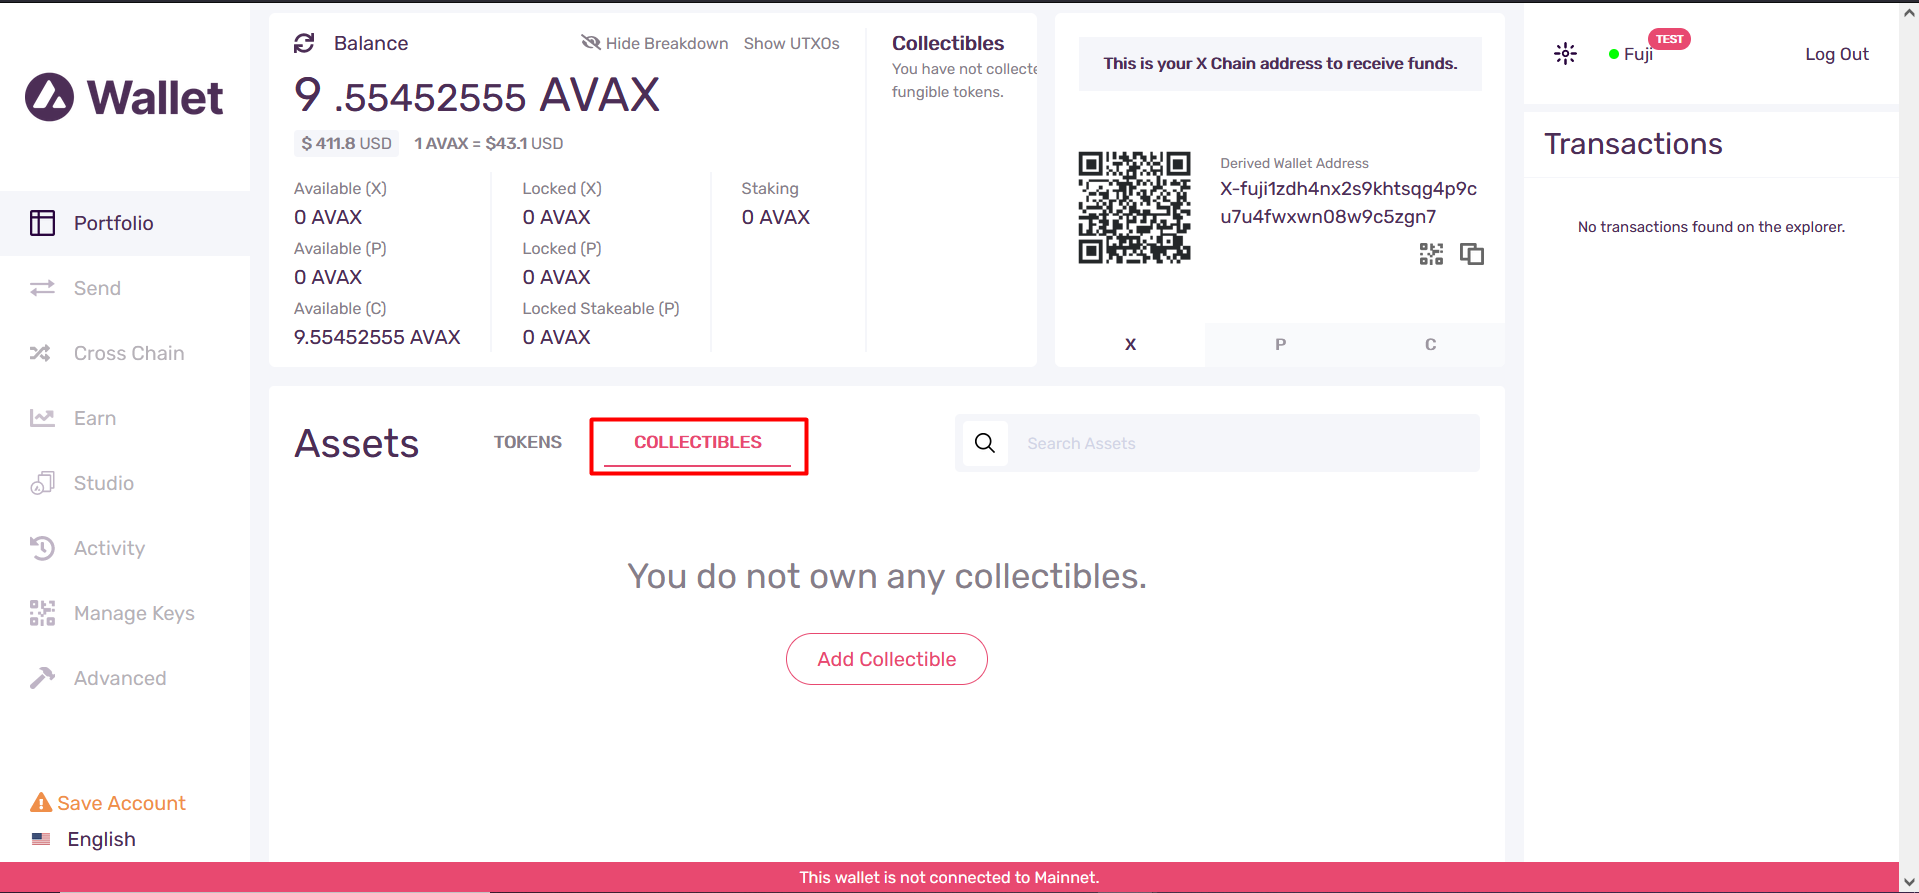 Wallet
Portfolio
Send
Cross Chain
Earn
Studio
Activity
Manage Keys
Advanced
Save Account
English
Balance
Hide Breakdown
Show UTXOs
9 .55452555 AVAX
$ 411.8 USD
1 AVAX = $43.1 USD
Available (X)
0 AVAX
Available (P)
0 AVAX
Available (C)
9.55452555 AVAX
Locked (X)
0 AVAX
Locked (P)
0 AVAX
Locked Stakeable (P)
0 AVAX
Staking
0 AVAX
Collectibles
You have not collecte
fungible tokens.
This is your X Chain address to receive funds.
Derived Wallet Address
X-fuji1zdh4nx2s9khtsqg4p9c
u7u4fwxwn08w9c5zgn7
X
P
C
Fuji
TEST
Log Out
Transactions
No transactions found on the explorer.
Assets
TOKENS
COLLECTIBLES
Search Assets
You do not own any collectibles.
Add Collectible
This wallet is not connected to Mainnet.